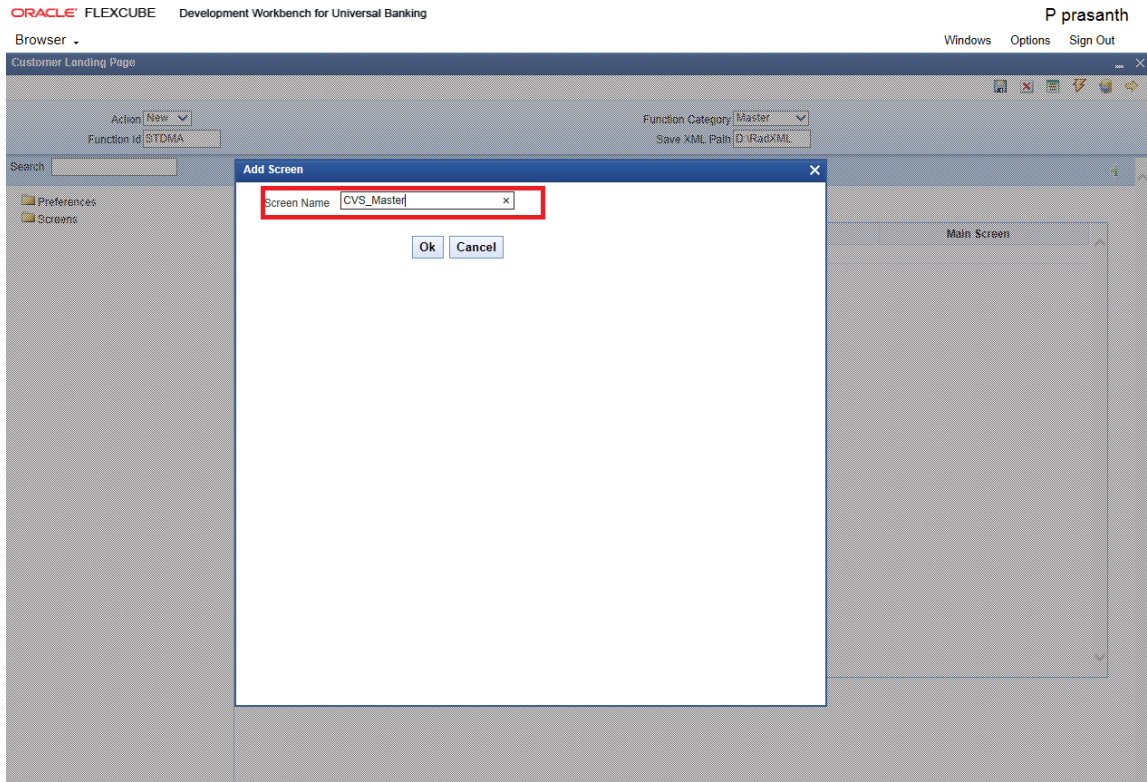 ORACLE FLEXCUBE Development Workbench for Universal Banking P prasanth
Browser Windows Options Sign Out
Customer Landing Page
Action New Function Category Master
Function Id STDMA Save XML Path D:\RadXML
Search
Add Screen
Preferences
Screens
Screen Name CVS_Master
Main Screen
Ok Cancel